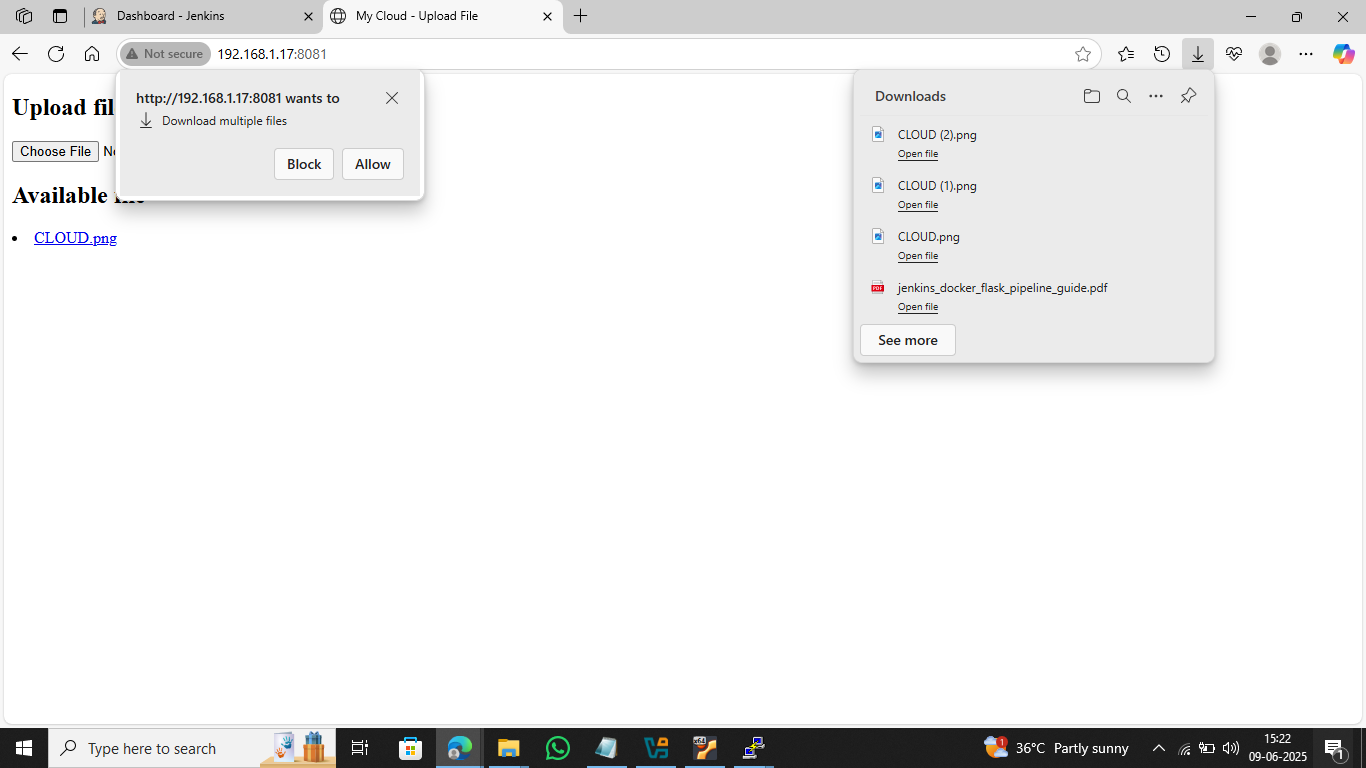 Dashboard - Jenkins
My Cloud - Upload File
Not secure
192.168.1.17:8081
http://192.168.1.17:8081 wants to
Download multiple files
Block
Allow
Upload fil
Choose File
Available
CLOUD.png
Downloads
CLOUD (2).png
Open file
CLOUD (1).png
Open file
CLOUD.png
Open file
PDF
jenkins_docker_flask_pipeline_guide.pdf
Open file
See more
Type here to search
1
36°C Partly sunny
15:22
09-06-2025
1